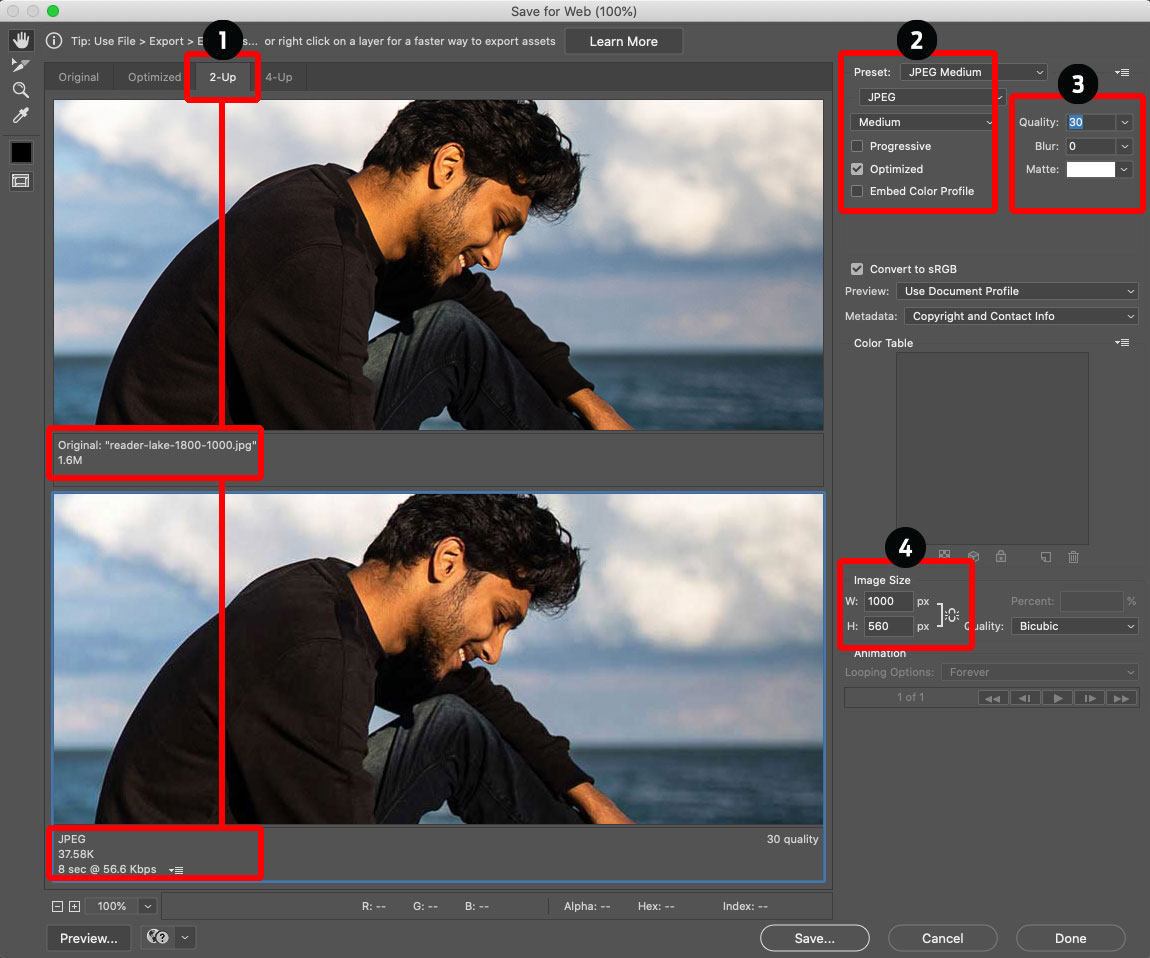 Save for Web (100%)
Tip: Use File > Export > E s... or right click on a layer for a faster way to export assets
Learn More
1
2
3
Original
Optimized
2-Up
4-Up
Preset: JPEG Medium
JPEG
Medium
Quality: 30
Progressive
Blur: 0
Optimized
Matte:
Embed Color Profile
Convert to sRGB
Preview: Use Document Profile
Metadata: Copyright and Contact Info
Color Table
Original: "reader-lake-1800-1000.jpg"
1.6M
4
Image Size
W: 1000 px
Percent: %
H: 560 px
Quality: Bicubic
Animation
Looping Options: Forever
1 of 1
JPEG
30 quality
37.58K
8 sec @ 56.6 Kbps
100%
R: --
G: --
B: --
Alpha: --
Hex: --
Index: --
Preview...
Save...
Cancel
Done